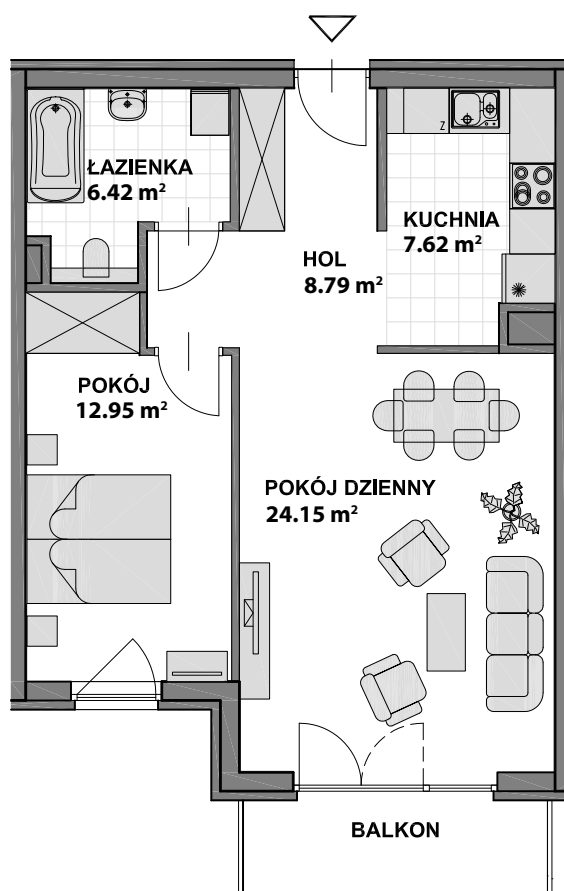 ŁAZIENKA
6.42 m²
Z
KUCHNIA
7.62 m²
HOL
8.79 m²
POKÓJ
12.95 m²
POKÓJ DZIENNY
24.15 m²
BALKON